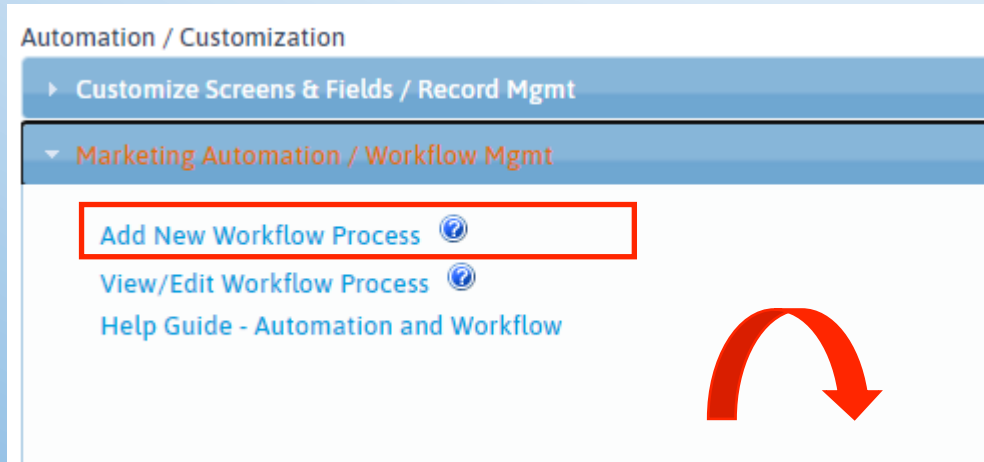 Automation / Customization
Customize Screens & Fields / Record Mgmt
Marketing Automation / Workflow Mgmt
Add New Workflow Process
View/Edit Workflow Process
Help Guide - Automation and Workflow